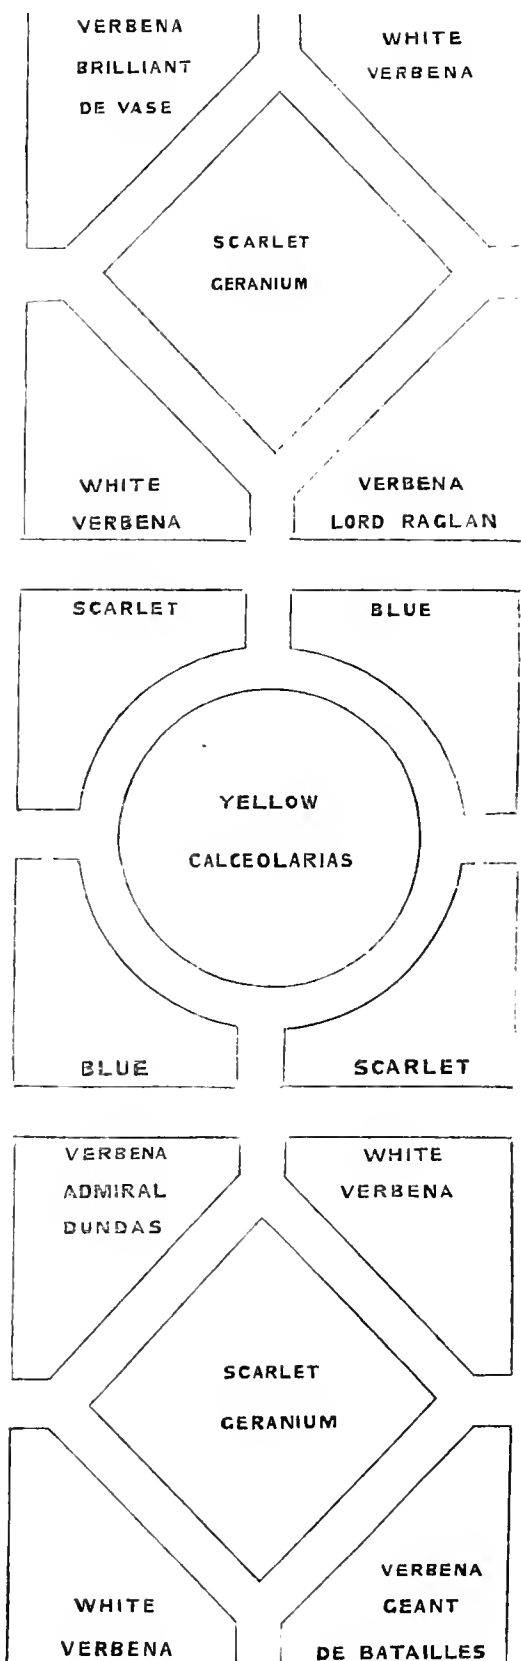 VERBENA
BRILLIANT
DE VASE
WHITE
VERBENA
SCARLET
GERANIUM
WHITE
VERBENA
VERBENA
LORD RAGLAN
SCARLET
BLUE
YELLOW
CALCEOLARIAS
BLUE
SCARLET
VERBENA
ADMIRAL
DUNDAS
WHITE
VERBENA
SCARLET
GERANIUM
WHITE
VERBENA
VERBENA
GEANT
DE BATAILLES